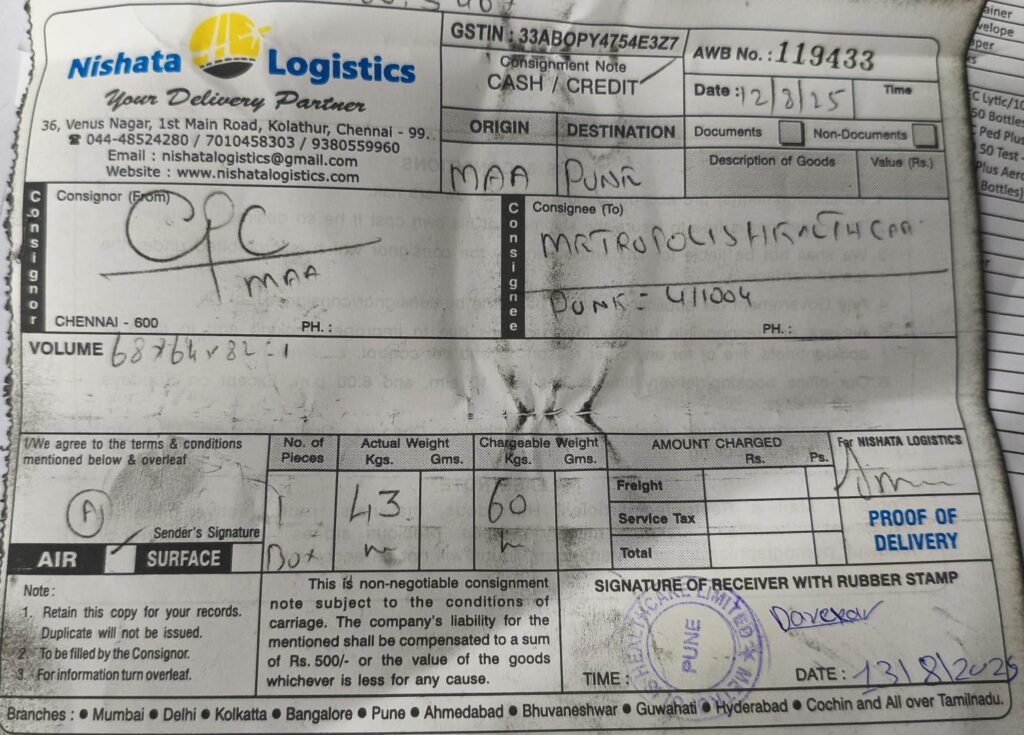 Nishata Logistics
Your Delivery Partner
36, Venus Nagar, 1st Main Road, Kolathur, Chennai - 99.
☎ 044-48524280 / 7010458303 / 9380559960
Email : nishatalogistics@gmail.com
Website : www.nishatalogistics.com
GSTIN : 33ABOPY4754E3Z7
Consignment Note
CASH / CREDIT
AWB No. : 119433
Date : 12/8/25 Time
ORIGIN DESTINATION
MAA PUNE
Documents Non-Documents
Description of Goods Value (Rs.)
Consignor
Consignor (From)
CPC
MAA
CHENNAI - 600 PH. :
Consignee
Consignee (To)
METROPOLIS HEALTHCAR
PUNE - 411004
PH. :
VOLUME 68 x 64 x 82 = 1
I/We agree to the terms & conditions
mentioned below & overleaf
A
Sender's Signature
AIR SURFACE
No. of Pieces
1
Box
Actual Weight
Kgs. Gms.
43
Chargeable Weight
Kgs. Gms.
60
AMOUNT CHARGED
Rs. Ps.
Freight
Service Tax
Total
For NISHATA LOGISTICS
PROOF OF
DELIVERY
Note :
1. Retain this copy for your records.
Duplicate will not be issued.
2. To be filled by the Consignor.
3. For information turn overleaf.
This is non-negotiable consignment
note subject to the conditions of
carriage. The company's liability for the
mentioned shall be compensated to a sum
of Rs. 500/- or the value of the goods
whichever is less for any cause.
SIGNATURE OF RECEIVER WITH RUBBER STAMP
HEALTHCARE LIMITED ★ METROPOLIS
PUNE
TIME : DATE : 13/8/2025
Branches : ● Mumbai ● Delhi ● Kolkatta ● Bangalore ● Pune ● Ahmedabad ● Bhuvaneshwar ● Guwahati ● Hyderabad ● Cochin and All over Tamilnadu.